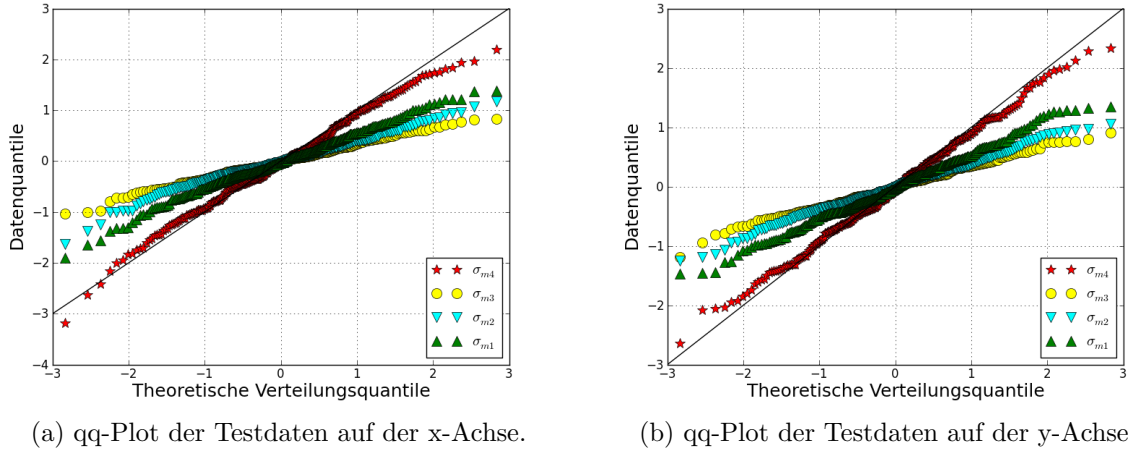 3
2
1
0
−1
−2
−3
−4
−3
−2
−1
0
1
2
3
Datenquantile
Theoretische Verteilungsquantile
σm4
σm3
σm2
σm1
(a) qq-Plot der Testdaten auf der x-Achse.
3
2
1
0
−1
−2
−3
−3
−2
−1
0
1
2
3
Datenquantile
Theoretische Verteilungsquantile
σm4
σm3
σm2
σm1
(b) qq-Plot der Testdaten auf der y-Achse